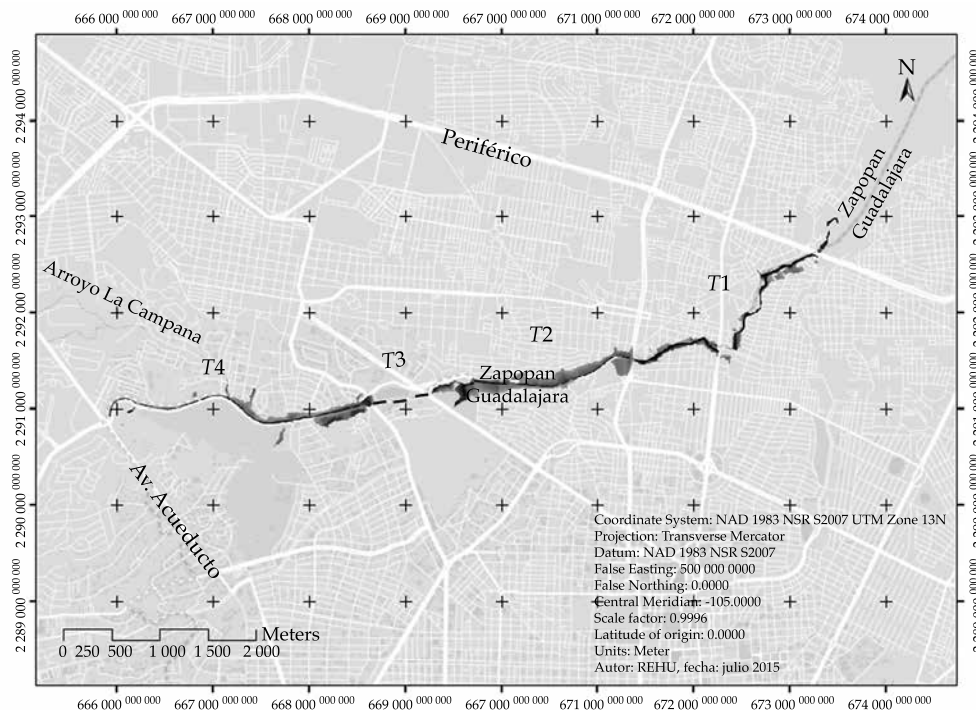 666 000 000 000 667 000 000 000 668 000 000 000 669 000 000 000 667 000 000 000 671 000 000 000 672 000 000 000 673 000 000 000 674 000 000 000
N
2 294 000 000 000
Periférico
Zapopan
Guadalajara
2 293 000 000 000
T1
Arroyo La Campana
2 292 000 000 000
T2
T3
T4
Zapopan
Guadalajara
2 291 000 000 000
Av. Acueducto
2 290 000 000 000
Coordinate System: NAD 1983 NSR S2007 UTM Zone 13N
Projection: Transverse Mercator
Datum: NAD 1983 NSR S2007
False Easting: 500 000 0000
False Northing: 0.0000
Central Meridian: -105.0000
Scale factor: 0.9996
Latitude of origin: 0.0000
Units: Meter
Autor: REHU, fecha: julio 2015
2 289 000 000 000
Meters
0 250 500 1 000 1 500 2 000
666 000 000 000 667 000 000 000 668 000 000 000 669 000 000 000 667 000 000 000 671 000 000 000 672 000 000 000 673 000 000 000 674 000 000 000